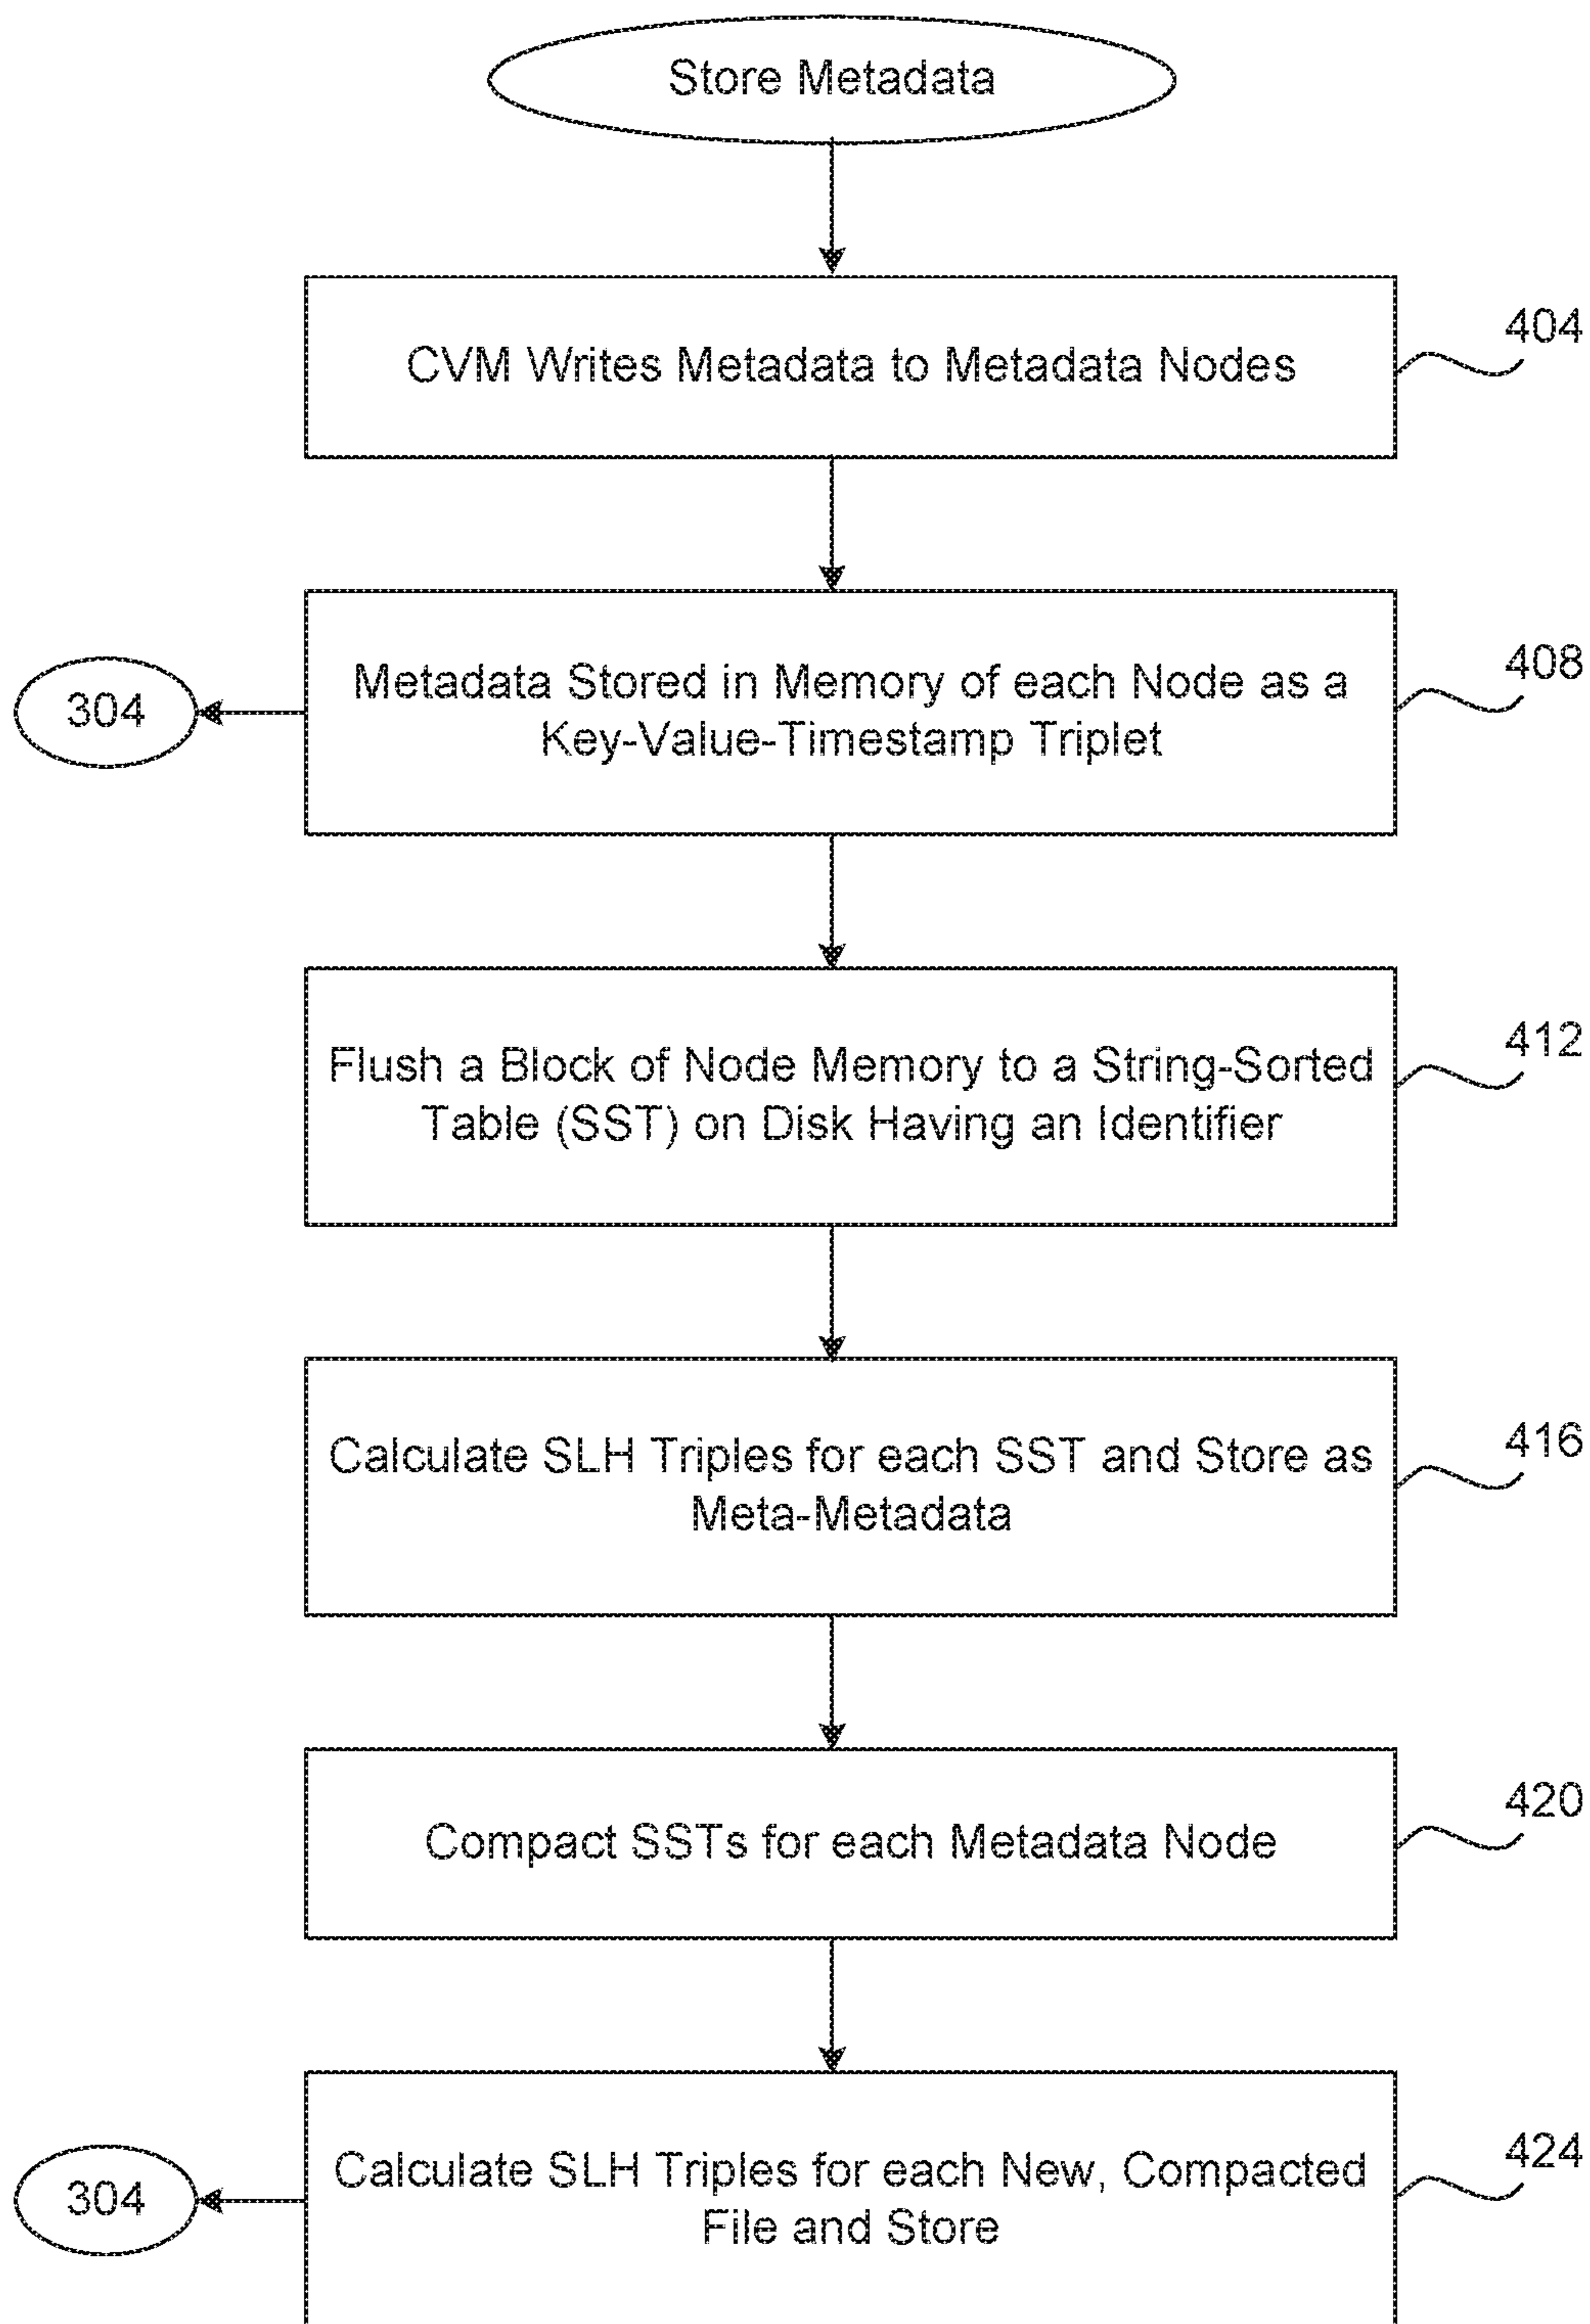 Store Metadata
CVM Writes Metadata to Metadata Nodes
404
Metadata Stored in Memory of each Node as a
Key-Value-Timestamp Triplet
408
304
Flush a Block of Node Memory to a String-Sorted
Table (SST) on Disk Having an Identifier
412
Calculate SLH Triples for each SST and Store as
Meta-Metadata
416
Compact SSTs for each Metadata Node
420
Calculate SLH Triples for each New, Compacted
File and Store
424
304